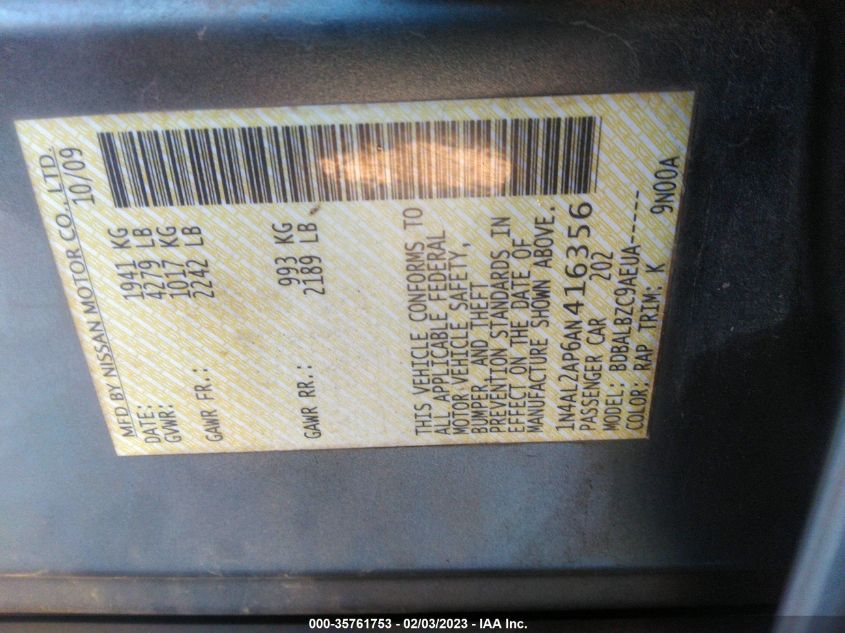 MFD BY NISSAN MOTOR CO., LTD.
DATE: 10/09
GVWR: 1941 KG
4279 LB
GAWR FR.: 1017 KG
2242 LB
GAWR RR.: 993 KG
2189 LB
THIS VEHICLE CONFORMS TO
ALL APPLICABLE FEDERAL
MOTOR VEHICLE SAFETY,
BUMPER, AND THEFT
PREVENTION STANDARDS IN
EFFECT ON THE DATE OF
MANUFACTURE SHOWN ABOVE.
1N4AL2AP6AN416356
PASSENGER CAR 202
MODEL: BDBALBZC9AEUA-----
COLOR: RAP TRIM: K 9N00A
000-35761753 - 02/03/2023 - IAA Inc.